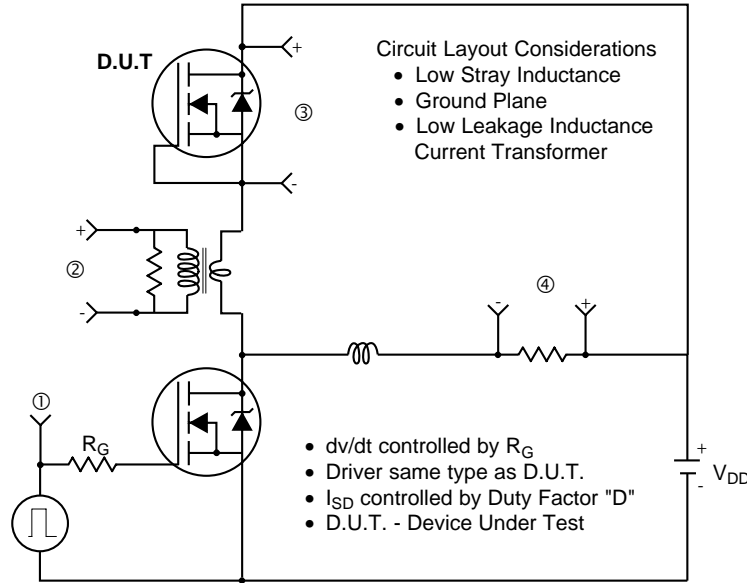 D.U.T
+
③
-
Circuit Layout Considerations
• Low Stray Inductance
• Ground Plane
• Low Leakage Inductance
Current Transformer
+
②
-
④
- +
①
RG
• dv/dt controlled by RG
• Driver same type as D.U.T.
• ISD controlled by Duty Factor "D"
• D.U.T. - Device Under Test
+
VDD
-